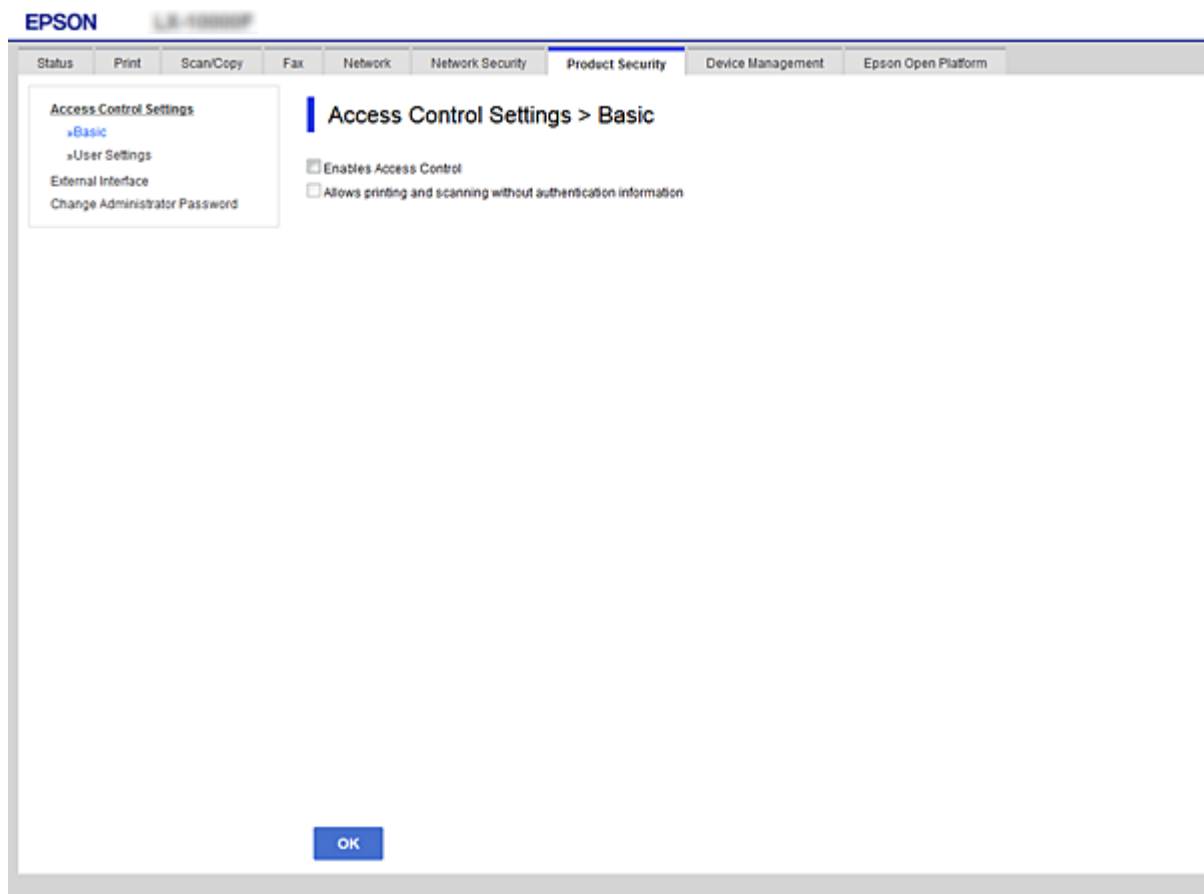 EPSON
Status Print Scan/Copy Fax Network Network Security Product Security Device Management Epson Open Platform
Access Control Settings
»Basic
»User Settings
External Interface
Change Administrator Password
Access Control Settings > Basic
Enables Access Control
Allows printing and scanning without authentication information
OK